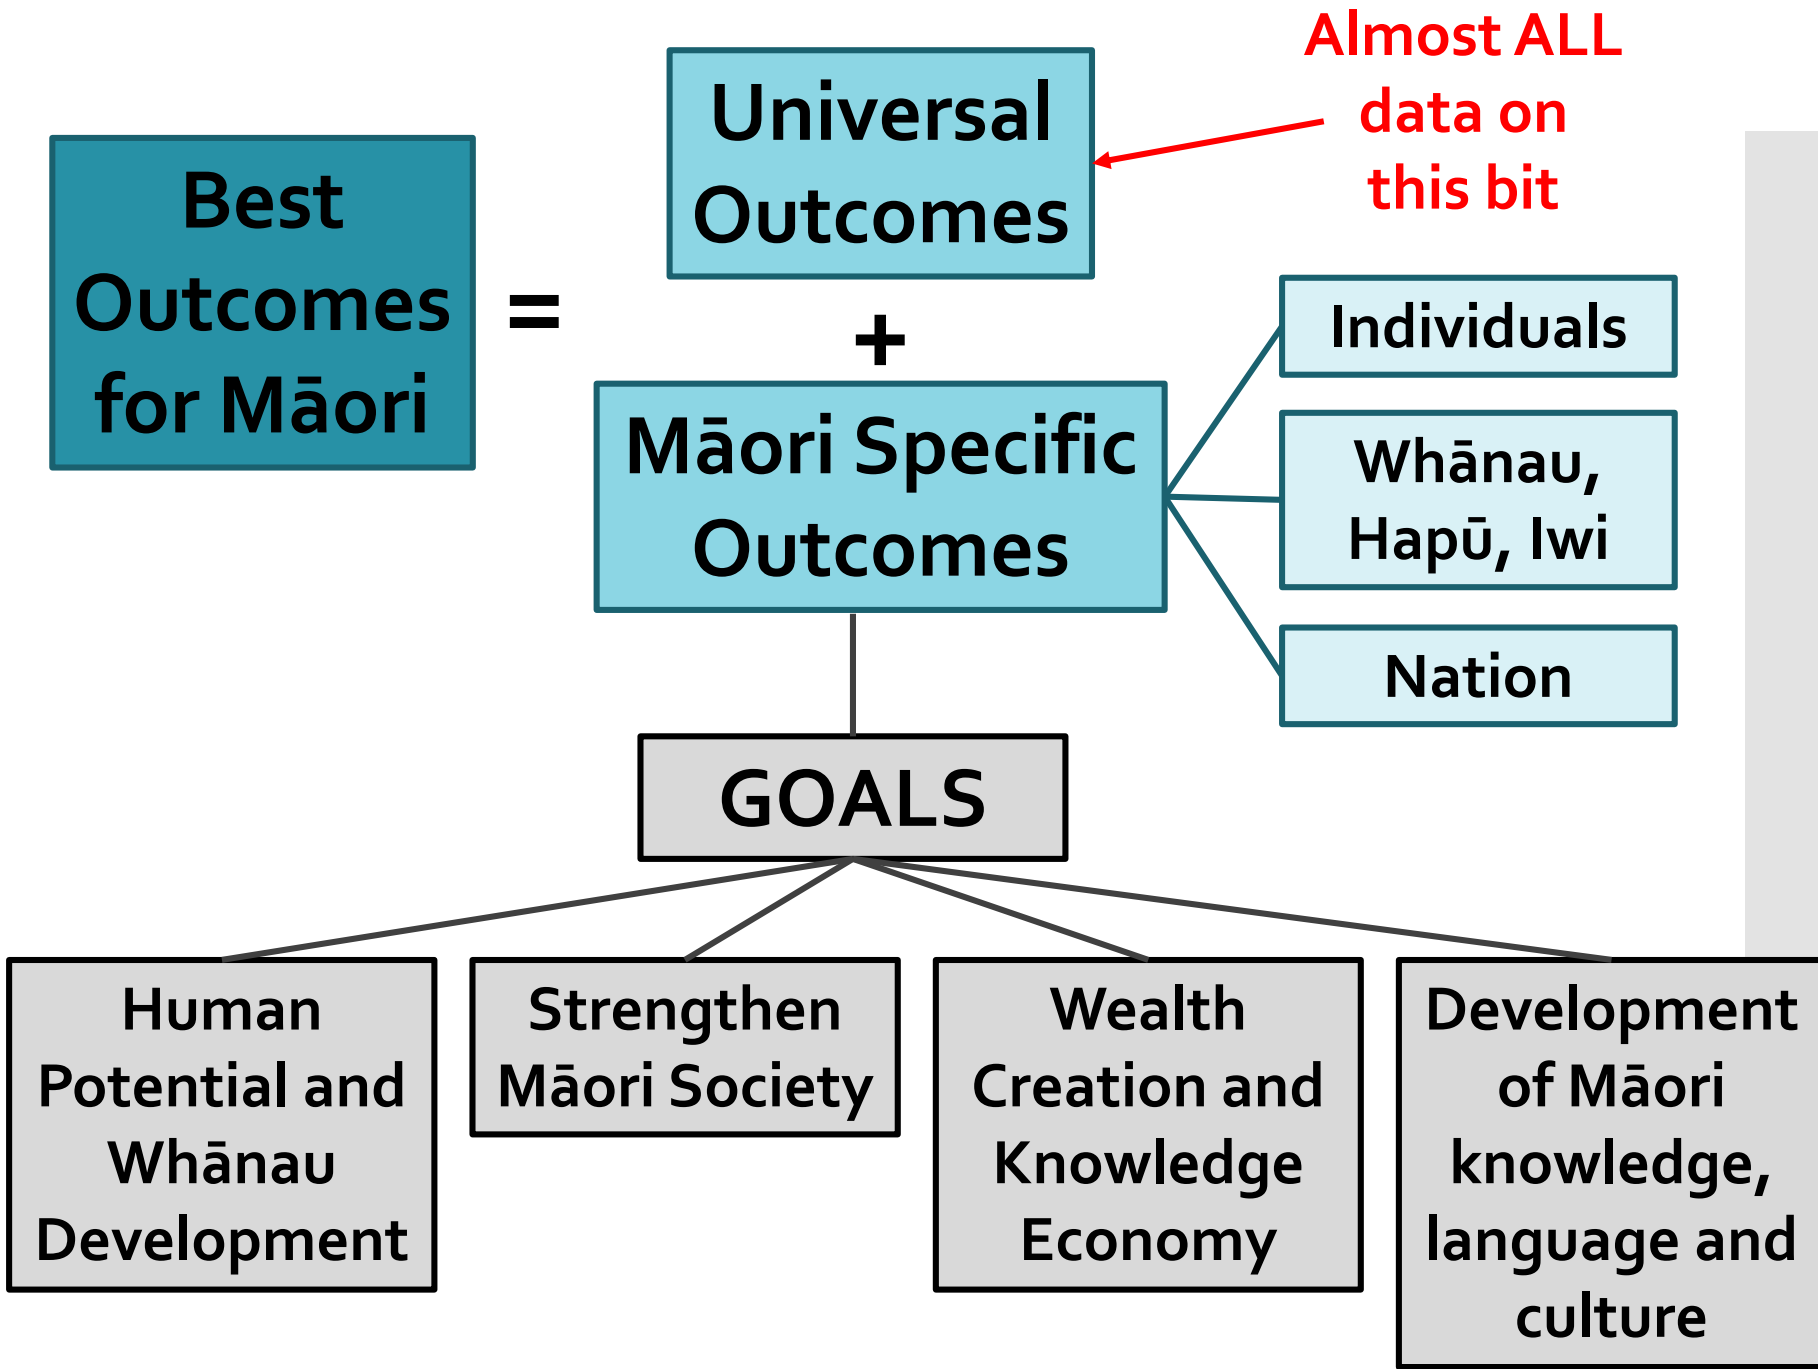 Best
Outcomes
for Māori
=
Universal
Outcomes
+
Māori Specific
Outcomes
Almost ALL
data on
this bit
Individuals
Whānau,
Hapū, Iwi
Nation
GOALS
Human
Potential and
Whānau
Development
Strengthen
Māori Society
Wealth
Creation and
Knowledge
Economy
Development
of Māori
knowledge,
language and
culture